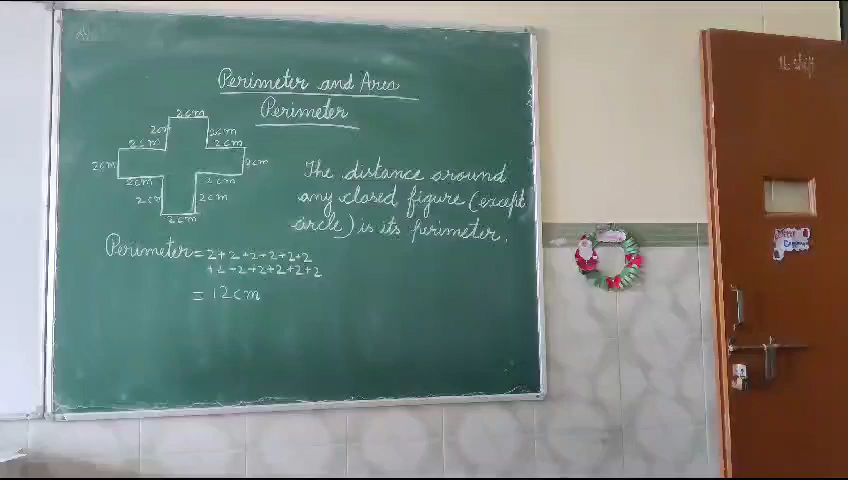 Perimeter and Area
Perimeter
2cm
2cm 2cm
2cm 2cm
2cm 2cm
2cm 2cm
2cm 2cm
2cm
The distance around
any closed figure (except
circle) is its perimeter.
Perimeter = 2+2+2+2+2+2
+2+2+2+2+2+2
= 12cm